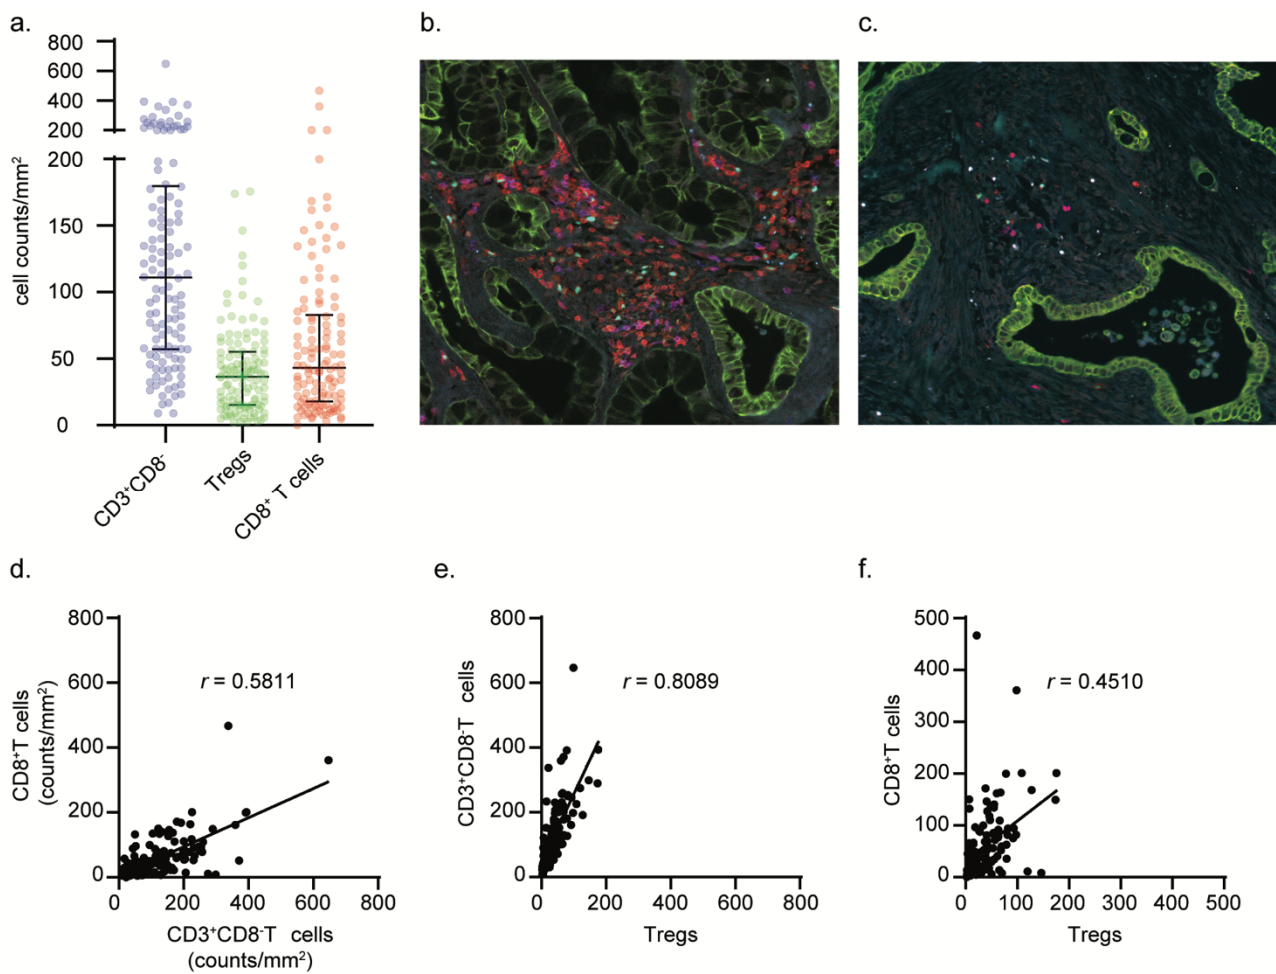 a.
b.
c.
800
600
400
200
200
150
100
50
0
cell counts/mm²
CD3⁺CD8⁻
Tregs
CD8⁺ T cells
d.
e.
f.
800
600
400
200
0
CD8⁺T cells
(counts/mm²)
r = 0.5811
0 200 400 600 800
CD3⁺CD8⁻T cells
(counts/mm²)
800
600
400
200
0
CD3⁺CD8⁻T cells
r = 0.8089
0 200 400 600 800
Tregs
500
400
300
200
100
0
CD8⁺T cells
r = 0.4510
0 100 200 300 400 500
Tregs